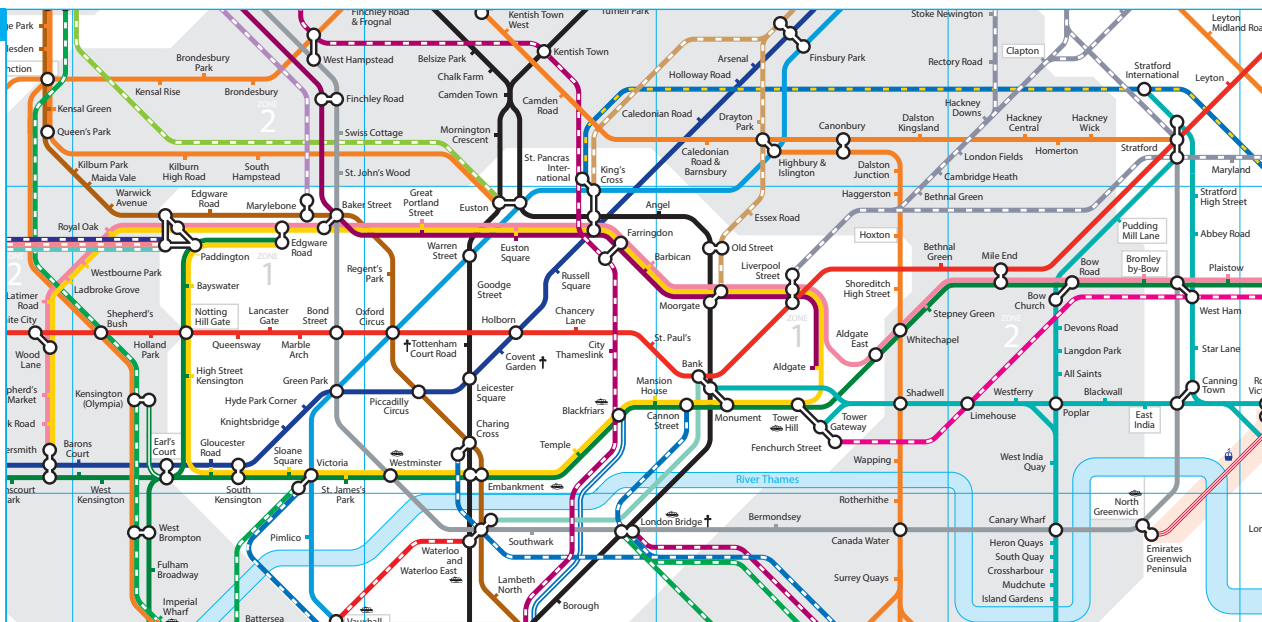 Finchley Road
& Frognal
Kentish Town
West
Tufnell Park
Stoke Newington
Leyton
Midland Road
Brondesbury
Park
West Hampstead
Belsize Park
Kentish Town
Arsenal
Finsbury Park
Clapton
Rectory Road
Stratford
International
Leyton
Kensal Rise
Brondesbury
Finchley Road
Chalk Farm
Camden Town
Camden
Road
Holloway Road
Caledonian Road
Drayton
Park
Canonbury
Hackney
Downs
Dalston
Kingsland
Hackney
Central
Hackney
Wick
Kensal Green
ZONE
2
Queen's Park
Swiss Cottage
Mornington
Crescent
Stratford
Homerton
London Fields
Kilburn Park
Maida Vale
Kilburn
High Road
South
Hampstead
St. John's Wood
St. Pancras
Inter-
national
King's
Cross
Caledonian
Road &
Barnsbury
Highbury &
Islington
Dalston
Junction
Cambridge Heath
Maryland
Warwick
Avenue
Edgware
Road
Marylebone
Baker Street
Great
Portland
Street
Euston
Angel
Essex Road
Haggerston
Bethnal Green
Stratford
High Street
Royal Oak
Paddington
Edgware
Road
Warren
Street
Euston
Square
Farringdon
Barbican
Old Street
Hoxton
Pudding
Mill Lane
Abbey Road
2
ZONE
1
Westbourne Park
Ladbroke Grove
Regent's
Park
Russell
Square
Liverpool
Street
Bethnal
Green
Mile End
Bow
Road
Bromley
by-Bow
Plaistow
Bayswater
Goodge
Street
Moorgate
Shoreditch
High Street
Bow
Church
West Ham
Latimer
Road
Shepherd's
Bush
Notting
Hill Gate
Lancaster
Gate
Bond
Street
Oxford
Circus
Holborn
Chancery
Lane
ZONE
1
Stepney Green
ZONE
2
Holland
Park
Queensway
Marble
Arch
Tottenham
Court Road
City
Thameslink
St. Paul's
Aldgate
East
Whitechapel
Devons Road
Wood
Lane
Covent
Garden
Bank
Aldgate
Langdon Park
Star Lane
High Street
Kensington
Green Park
Leicester
Square
Mansion
House
All Saints
Canning
Town
Kensington
(Olympia)
Hyde Park Corner
Piccadilly
Circus
Blackfriars
Cannon
Street
Monument
Tower
Hill
Tower
Gateway
Shadwell
Westferry
Limehouse
Poplar
Blackwall
East
India
Knightsbridge
Charing
Cross
Temple
Fenchurch Street
Barons
Court
Earl's
Court
Gloucester
Road
Sloane
Square
Victoria
Westminster
Wapping
West India
Quay
West
Kensington
South
Kensington
St. James's
Park
Embankment
River Thames
North
Greenwich
Rotherhithe
West
Brompton
Pimlico
Waterloo
and
Waterloo East
Southwark
London Bridge
Bermondsey
Canada Water
Canary Wharf
Heron Quays
South Quay
Crossharbour
Mudchute
Island Gardens
Emirates
Greenwich
Peninsula
Fulham
Broadway
Lambeth
North
Borough
Surrey Quays
Imperial
Wharf
Battersea
Vauxhall